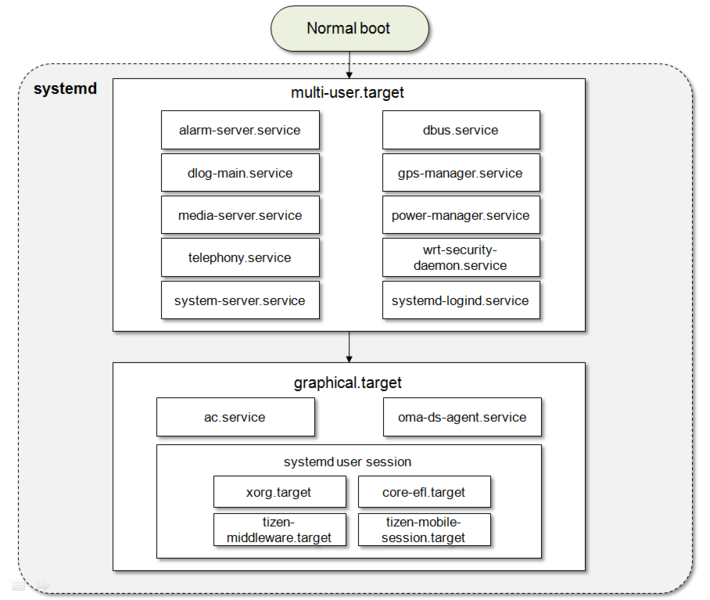 Normal boot
systemd
multi-user.target
alarm-server.service
dbus.service
dlog-main.service
gps-manager.service
media-server.service
power-manager.service
telephony.service
wrt-security-
daemon.service
system-server.service
systemd-logind.service
graphical.target
ac.service
oma-ds-agent.service
systemd user session
xorg.target
core-efl.target
tizen-
middleware.target
tizen-mobile-
session.target